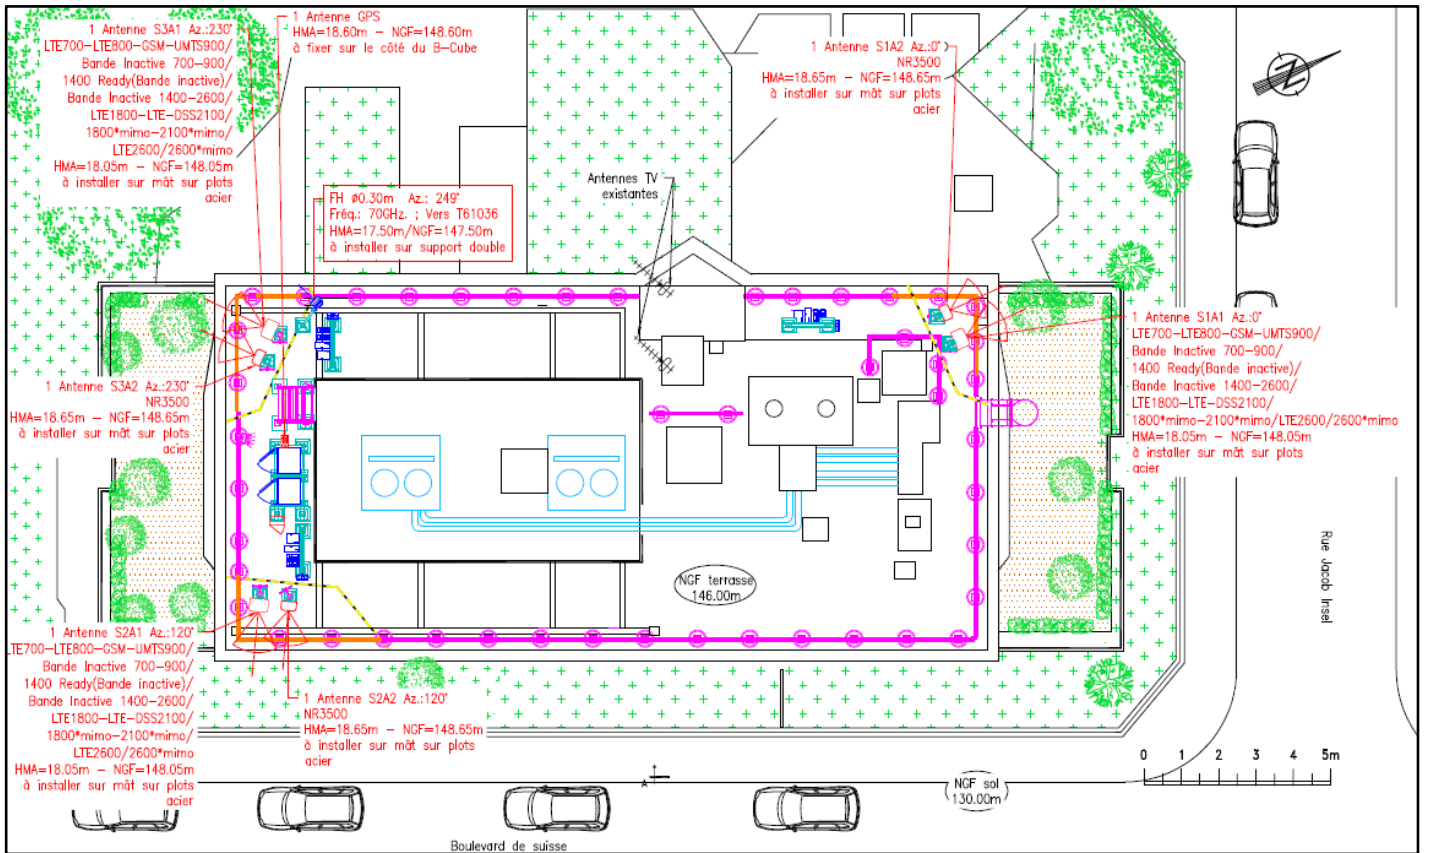 1 Antenne S3A1 Az.:230°
LTE700-LTE800-GSM-UMTS900/
Bande Inactive 700-900/
1400 Ready(Bande inactive)/
Bande Inactive 1400-2600/
LTE1800-LTE-DSS2100/
1800*mimo-2100*mimo/
LTE2600/2600*mimo
HMA=18.05m - NGF=148.05m
à installer sur mât sur plots
acier
1 Antenne GPS
HMA=18.60m - NGF=148.60m
à fixer sur le côté du B-Cube
1 Antenne S1A2 Az.:0°
NR3500
HMA=18.65m - NGF=148.65m
à installer sur mât sur plots
acier
N
Antennes TV
existantes
FH ø0.30m Az.: 249°
Fréq.: 70GHz. ; Vers T61036
HMA=17.50m/NGF=147.50m
à installer sur support double
1 Antenne S1A1 Az.:0°
LTE700-LTE800-GSM-UMTS900/
Bande Inactive 700-900/
1400 Ready(Bande inactive)/
Bande Inactive 1400-2600/
LTE1800-LTE-DSS2100/
1800*mimo-2100*mimo/LTE2600/2600*mimo
HMA=18.05m - NGF=148.05m
à installer sur mât sur plots
acier
1 Antenne S3A2 Az.:230°
NR3500
HMA=18.65m - NGF=148.65m
à installer sur mât sur plots
acier
NGF terrasse
146.00m
Rue Jacob Insel
1 Antenne S2A1 Az.:120°
LTE700-LTE800-GSM-UMTS900/
Bande Inactive 700-900/
1400 Ready(Bande inactive)/
Bande Inactive 1400-2600/
LTE1800-LTE-DSS2100/
1800*mimo-2100*mimo/
LTE2600/2600*mimo
HMA=18.05m - NGF=148.05m
à installer sur mât sur plots
acier
1 Antenne S2A2 Az.:120°
NR3500
HMA=18.65m - NGF=148.65m
à installer sur mât sur plots
acier
A
0 1 2 3 4 5m
NGF sol
130.00m
Boulevard de suisse